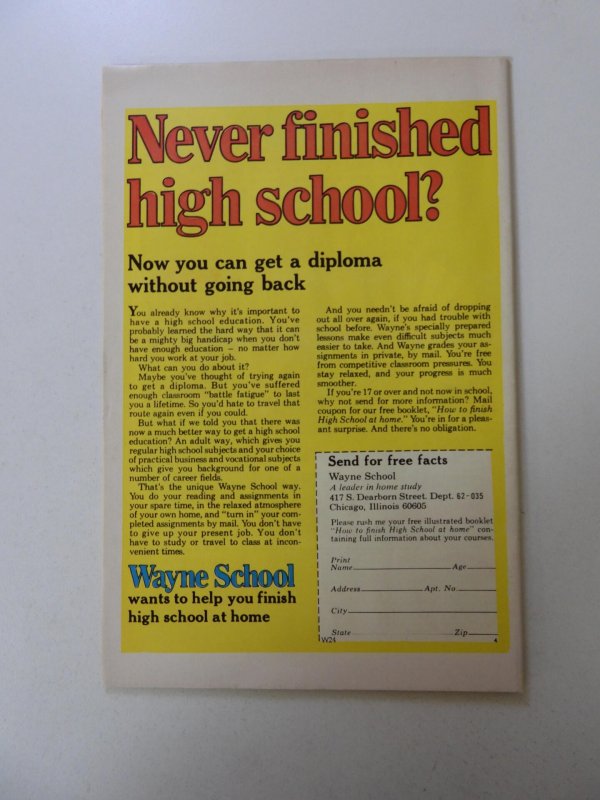 Never finished
high school?
Now you can get a diploma
without going back
You already know why it's important to
have a high school education. You've
probably learned the hard way that it can
be a mighty big handicap when you don't
have enough education – no matter how
hard you work at your job.
What can you do about it?
Maybe you've thought of trying again
to get a diploma. But you've suffered
enough classroom "battle fatigue" to last
you a lifetime. So you'd hate to travel that
route again even if you could.
But what if we told you that there was
now a much better way to get a high school
education? An adult way, which gives you
regular high school subjects and your choice
of practical business and vocational subjects
which give you background for one of a
number of career fields.
That's the unique Wayne School way.
You do your reading and assignments in
your spare time, in the relaxed atmosphere
of your own home, and "turn in" your com-
pleted assignments by mail. You don't have
to give up your present job. You don't
have to study or travel to class at incon-
venient times.
Wayne School
wants to help you finish
high school at home
And you needn't be afraid of dropping
out all over again, if you had trouble with
school before. Wayne's specially prepared
lessons make even difficult subjects much
easier to take. And Wayne grades your as-
signments in private, by mail. You're free
from competitive classroom pressures. You
stay relaxed, and your progress is much
smoother.
If you're 17 or over and not now in school,
why not send for more information? Mail
coupon for our free booklet, "How to finish
High School at home." You're in for a pleas-
ant surprise. And there's no obligation.
Send for free facts
Wayne School
A leader in home study
417 S. Dearborn Street. Dept. 62-035
Chicago, Illinois 60605
Please rush me your free illustrated booklet
"How to finish High School at home" con-
taining full information about your courses.
Print
Name Age
Address Apt. No.
City
State Zip
W24 4